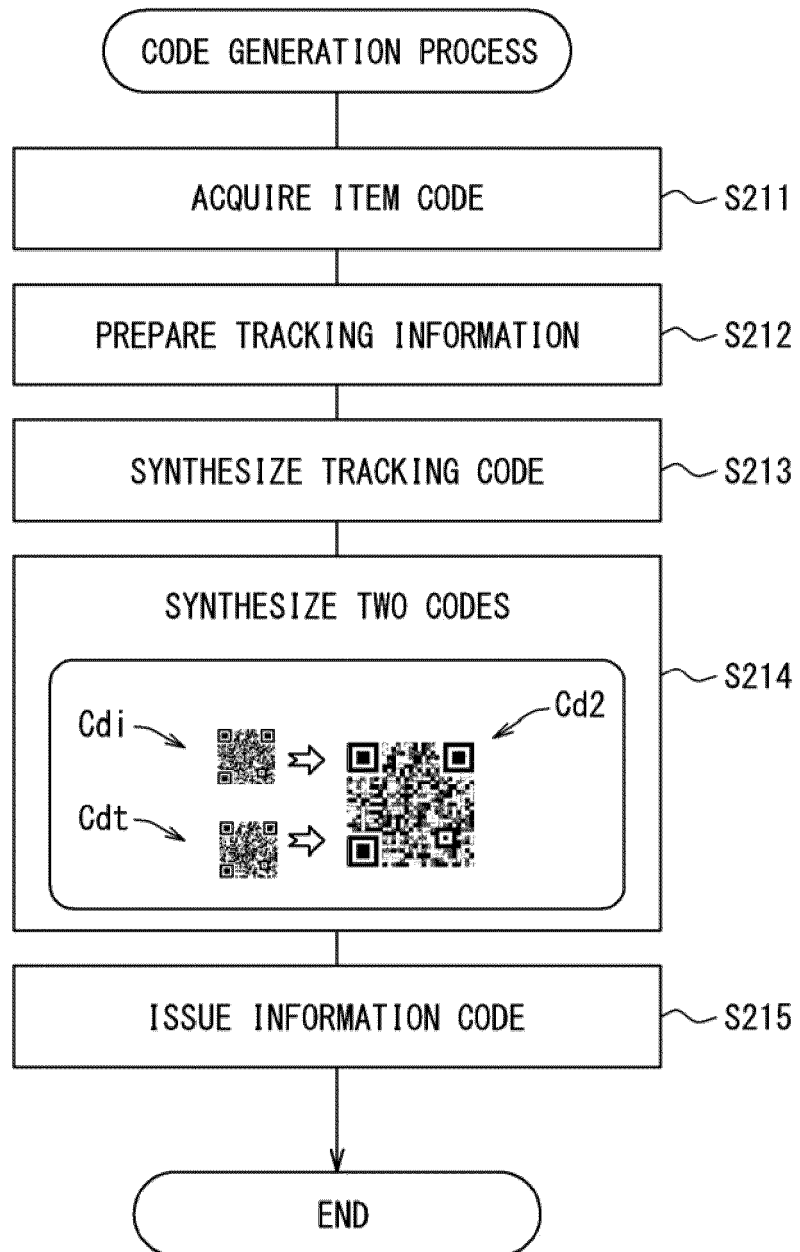 CODE GENERATION PROCESS
ACQUIRE ITEM CODE
S211
PREPARE TRACKING INFORMATION
S212
SYNTHESIZE TRACKING CODE
S213
SYNTHESIZE TWO CODES
S214
Cdi
Cd2
Cdt
ISSUE INFORMATION CODE
S215
END